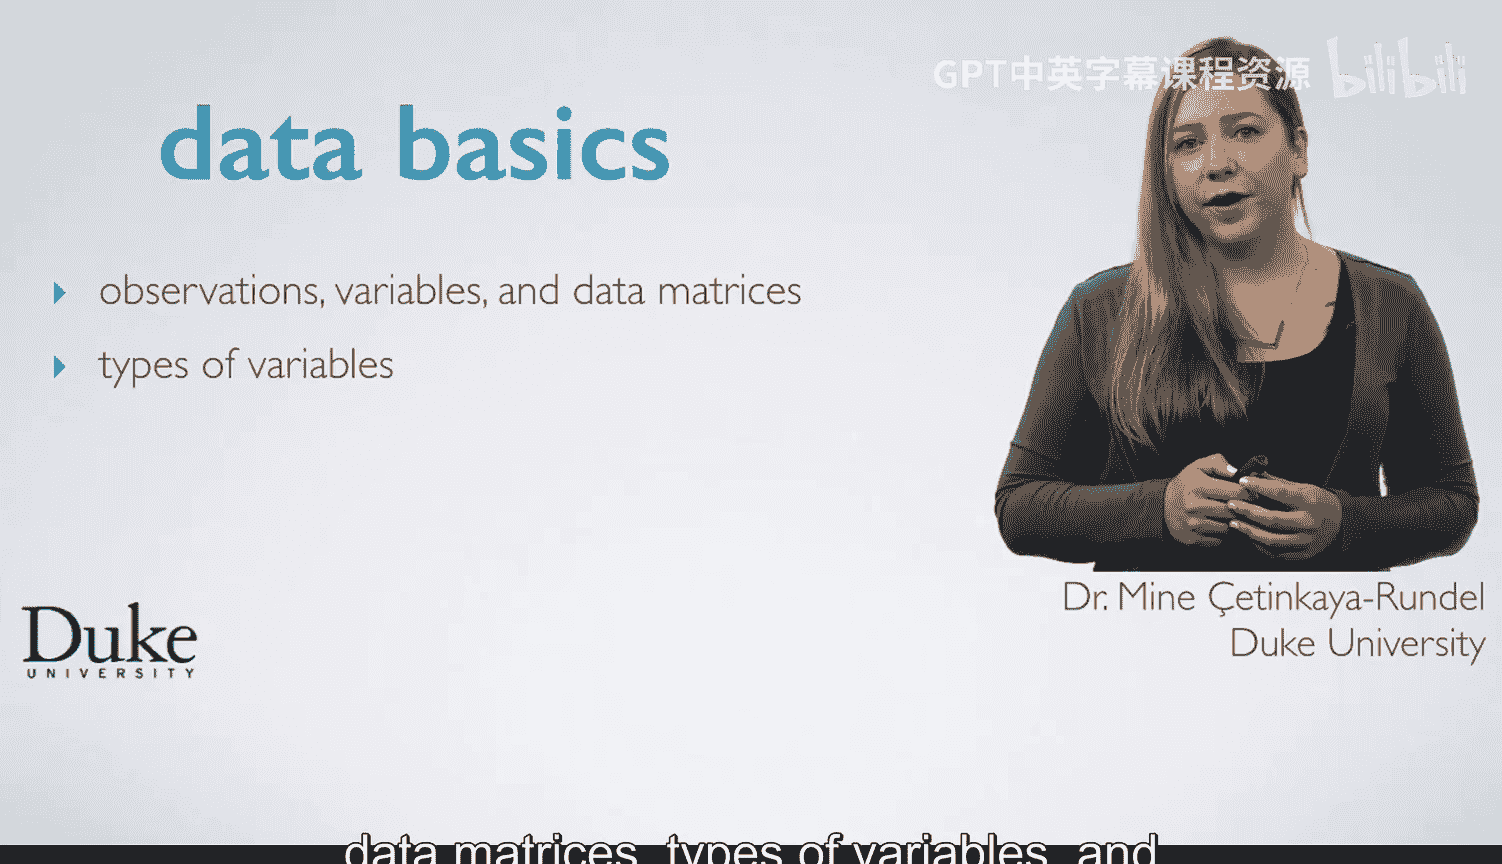 GPT中英字幕课程资源 bilibili
data basics
observations, variables, and data matrices
types of variables
Dr. Mine Çetinkaya-Rundel
Duke University
Duke
UNIVERSITY
data matrices, types of variables, and